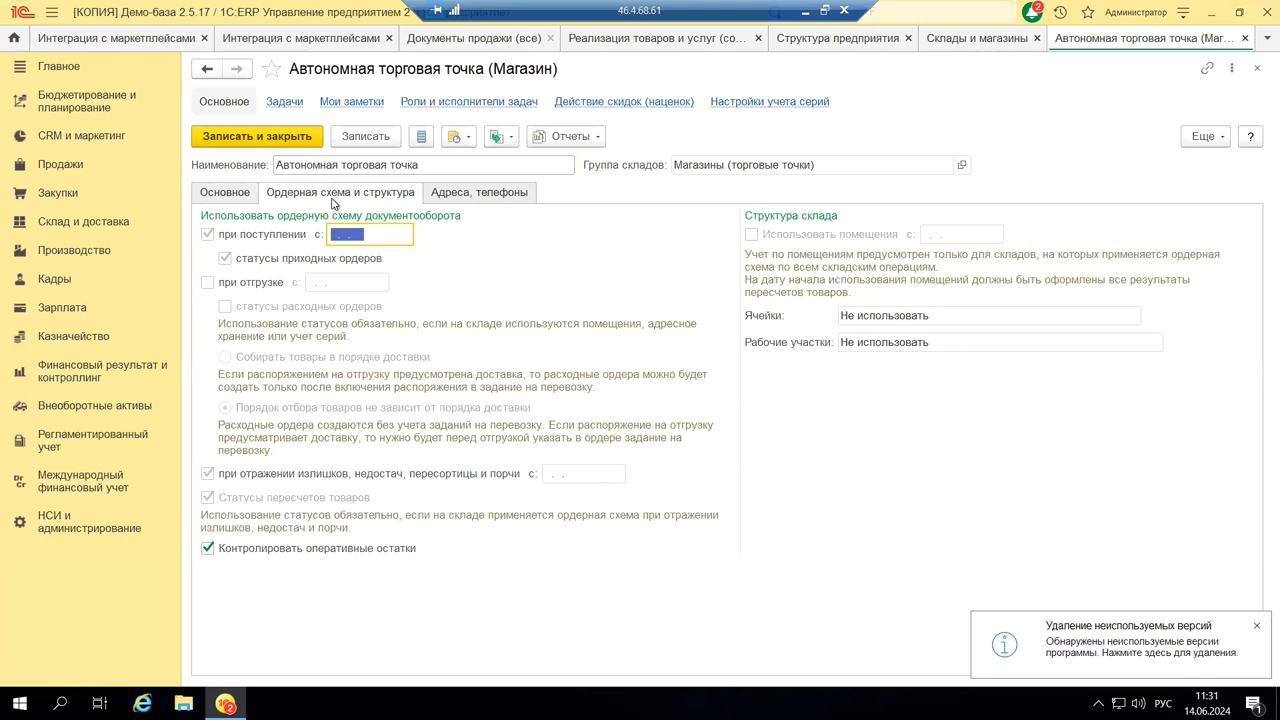 [КОПИЯ] Демо-база 2.5.17 / 1С:ERP Управление предприятием 2
46.4.68.61
2
Администратор
Интеграция с маркетплейсами ×
Интеграция с маркетплейсами ×
Документы продажи (все) ×
Реализация товаров и услуг (со... ×
Структура предприятия ×
Склады и магазины ×
Автономная торговая точка (Маг... ×
Главное
Бюджетирование и
планирование
CRM и маркетинг
Продажи
Закупки
Склад и доставка
Производство
Кадры
Зарплата
Казначейство
Финансовый результат и
контроллинг
Внеоборотные активы
Регламентированный
учет
Международный
финансовый учет
НСИ и
администрирование
Автономная торговая точка (Магазин)
Основное Задачи Мои заметки Роли и исполнители задач Действие скидок (наценок) Настройки учета серий
Записать и закрыть Записать Отчеты Еще ?
Наименование: Автономная торговая точка Группа складов: Магазины (торговые точки)
Основное Ордерная схема и структура Адреса, телефоны
Использовать ордерную схему документооборота
при поступлении с: . .
статусы приходных ордеров
при отгрузке с: . .
статусы расходных ордеров
Использование статусов обязательно, если на складе используются помещения, адресное
хранение или учет серий.
Собирать товары в порядке доставки
Если распоряжением на отгрузку предусмотрена доставка, то расходные ордера можно будет
создать только после включения распоряжения в задание на перевозку.
Порядок отбора товаров не зависит от порядка доставки
Расходные ордера создаются без учета заданий на перевозку. Если распоряжение на отгрузку
предусматривает доставку, то нужно будет перед отгрузкой указать в ордере задание на
перевозку.
при отражении излишков, недостач, пересортицы и порчи с: . .
Статусы пересчетов товаров
Использование статусов обязательно, если на складе применяется ордерная схема при отражении
излишков, недостач и порчи.
Контролировать оперативные остатки
Структура склада
Использовать помещения с: . .
Учет по помещениям предусмотрен только для складов, на которых применяется ордерная
схема по всем складским операциям.
На дату начала использования помещений должны быть оформлены все результаты
пересчетов товаров.
Ячейки: Не использовать
Рабочие участки: Не использовать
Удаление неиспользуемых версий
Обнаружены неиспользуемые версии
программы. Нажмите здесь для удаления.
2
РУС
11:31
14.06.2024
1